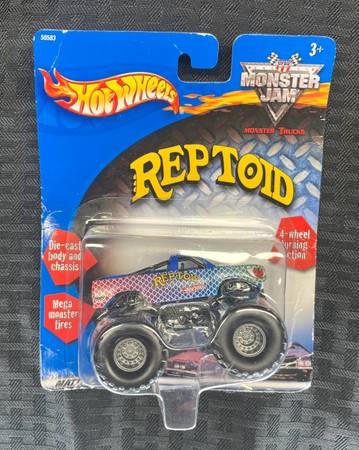 50583
3+
HOT WHEELS
MONSTER
JAM
MONSTER TRUCKS
REPTOID
Die-cast
body and
chassis
4-wheel
REPTOID
Mega
monster
tires